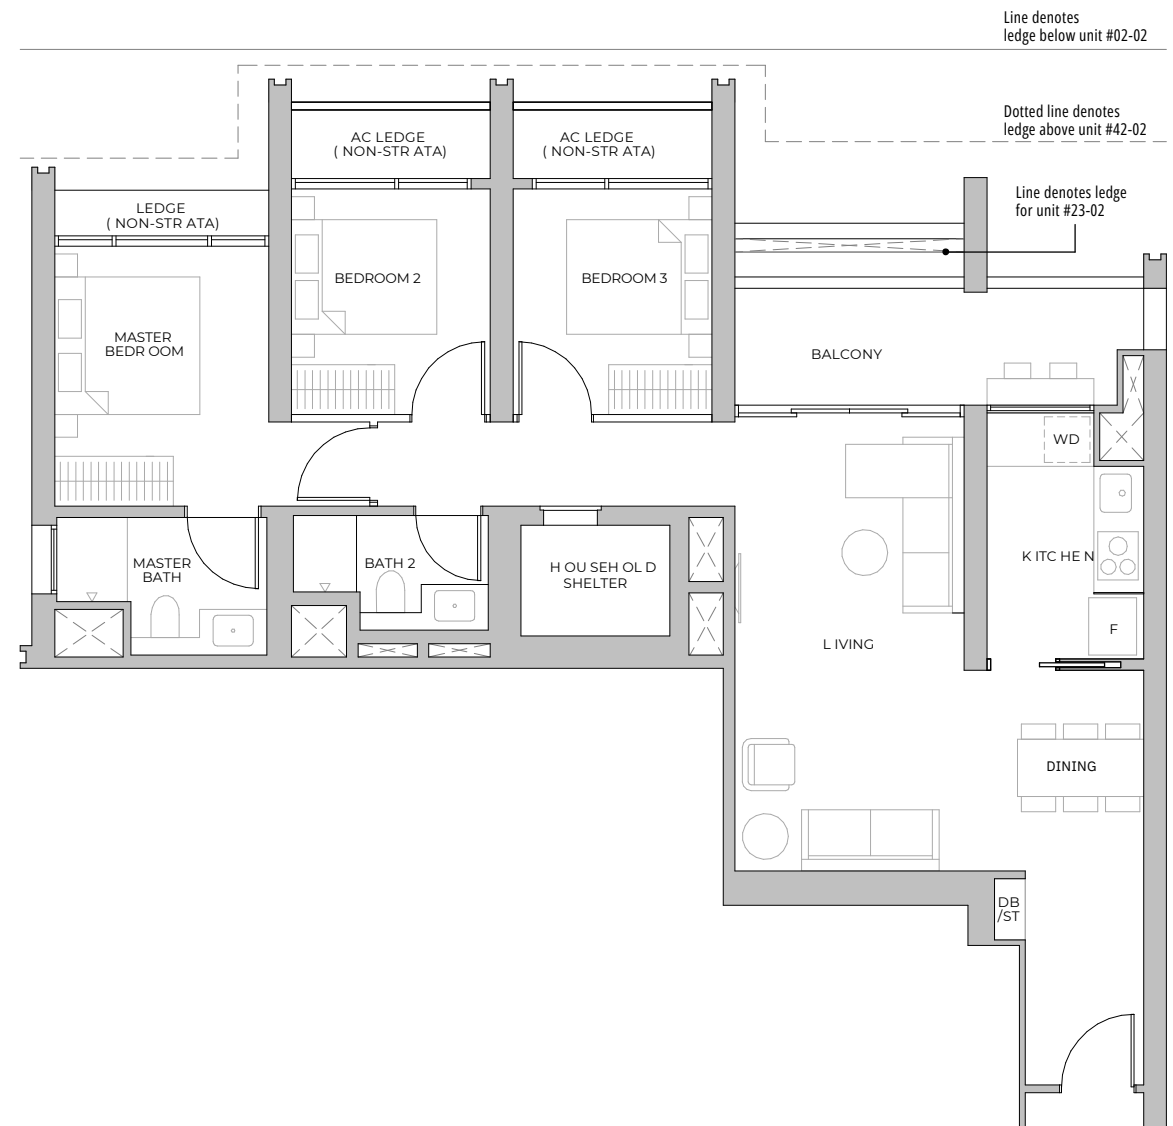 Line denotes
ledge below unit #02-02
Dotted line denotes
ledge above unit #42-02
AC LEDGE
( NON-STR ATA)
AC LEDGE
( NON-STR ATA)
Line denotes ledge
for unit #23-02
LEDGE
( NON-STR ATA)
BEDROOM 2
BEDROOM 3
MASTER
BEDR OOM
BALCONY
WD
MASTER
BATH
BATH 2
H OU SEH OL D
SHELTER
K ITC HE N
F
L IVING
DINING
DB
/ST